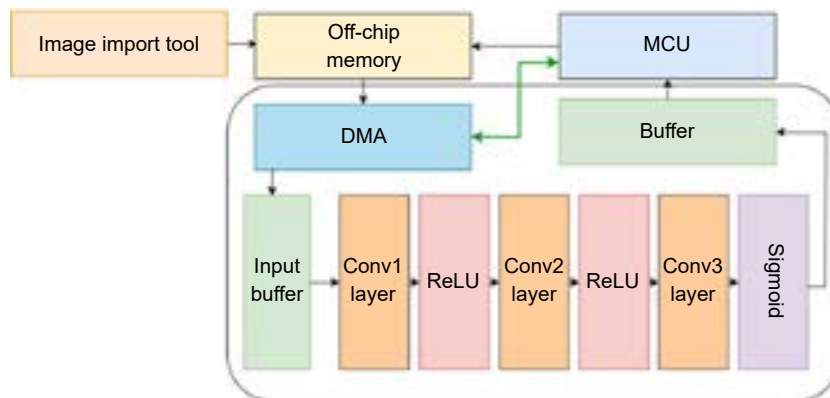 Image import tool
Off-chip
memory
MCU
DMA
Buffer
Input
buffer
Conv1
layer
ReLU
Conv2
layer
ReLU
Conv3
layer
Sigmoid